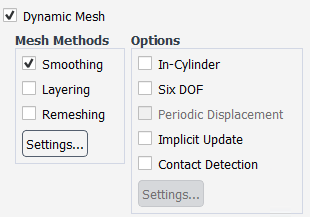 Dynamic Mesh
Mesh Methods
Smoothing
Layering
Remeshing
Settings...
Options
In-Cylinder
Six DOF
Periodic Displacement
Implicit Update
Contact Detection
Settings...